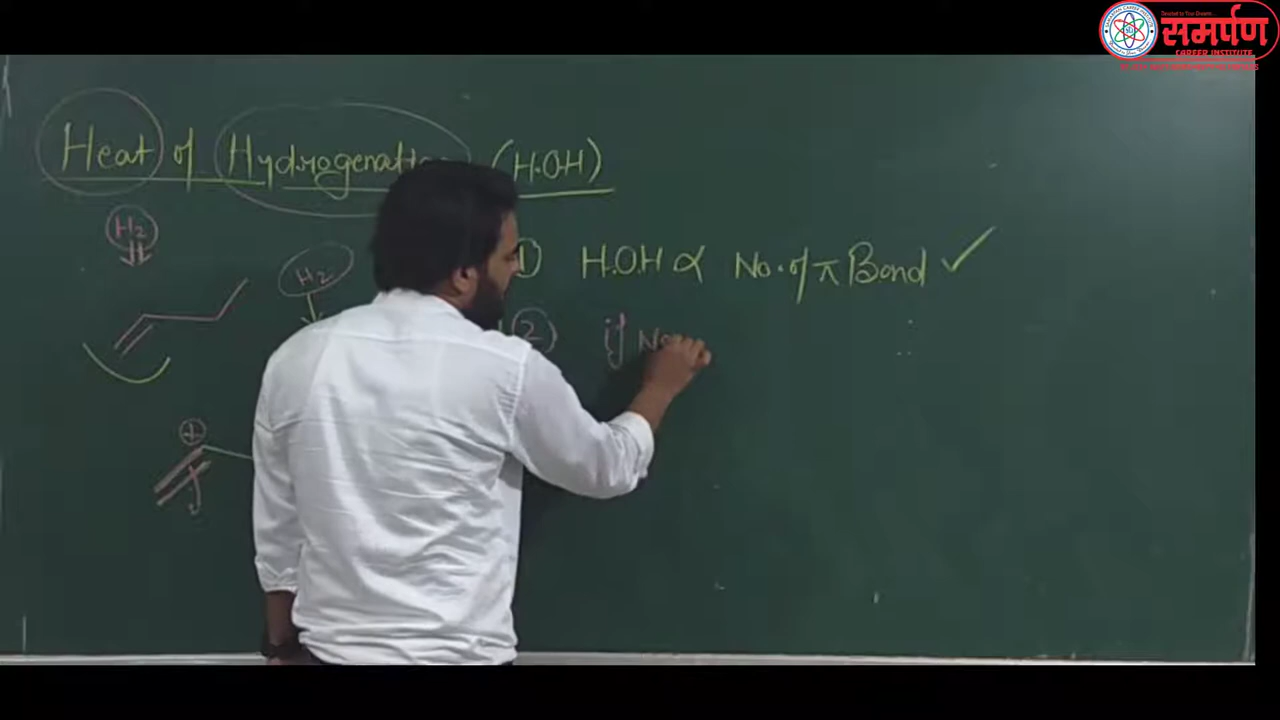 समर्पण
CAREER INSTITUTE
Heat of Hydrogenation (H.O.H)
H2
H2
1) H.O.H ∝ No. of π Bond ✓
2) if No
+